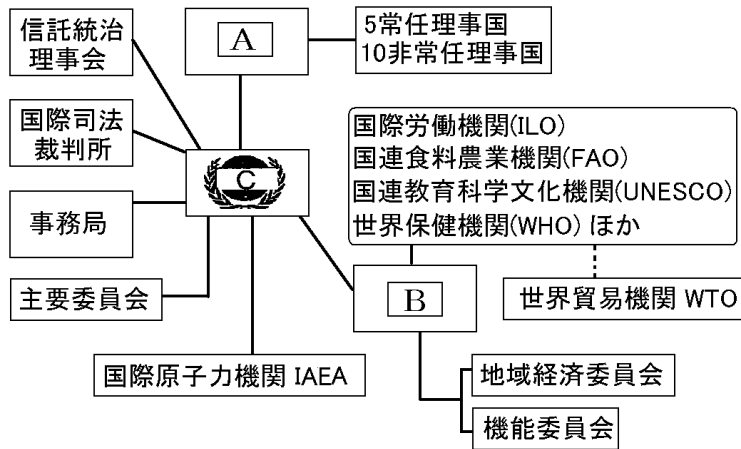 信託統治
理事会
A
5常任理事国
10非常任理事国
国際司法
裁判所
C
国際労働機関(ILO)
国連食料農業機関(FAO)
国連教育科学文化機関(UNESCO)
世界保健機関(WHO) ほか
事務局
主要委員会
B
世界貿易機関 WTO
国際原子力機関 IAEA
地域経済委員会
機能委員会